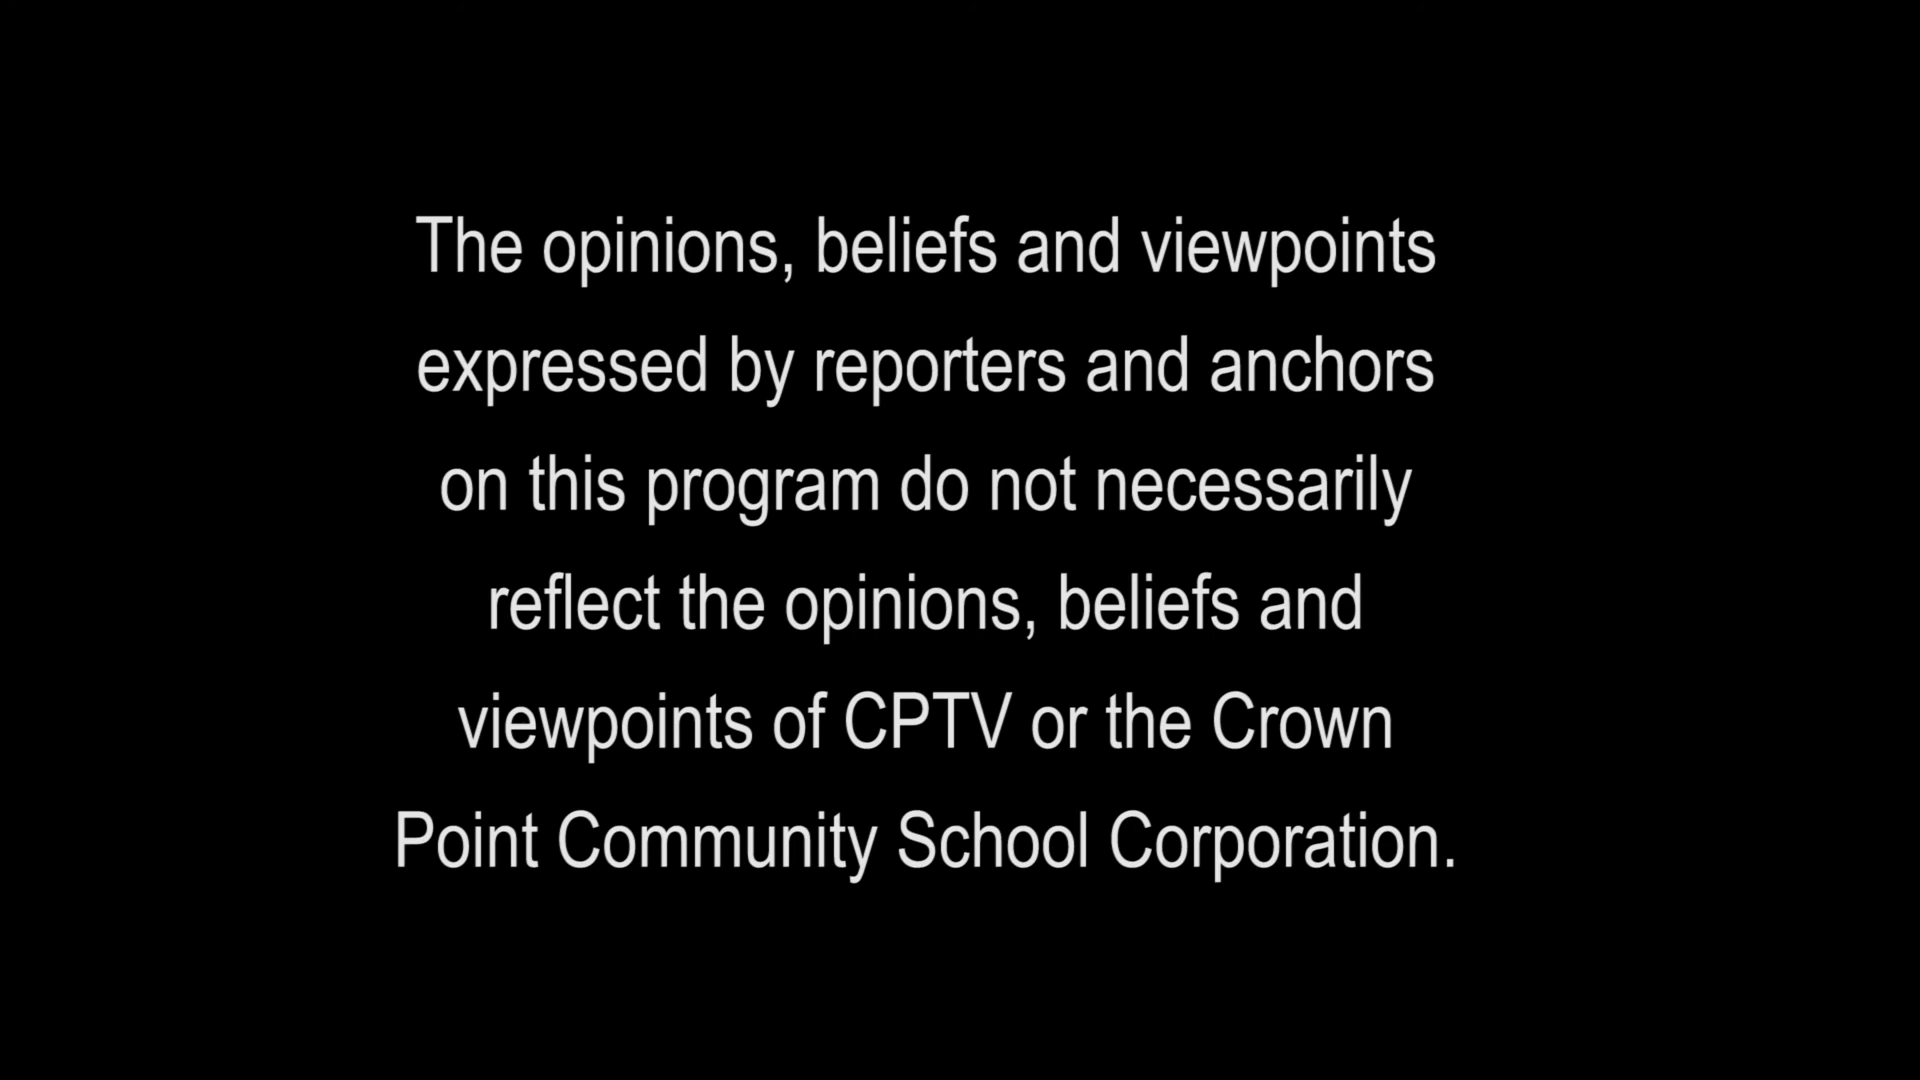 The opinions, beliefs and viewpoints
expressed by reporters and anchors
on this program do not necessarily
reflect the opinions, beliefs and
viewpoints of CPTV or the Crown
Point Community School Corporation.